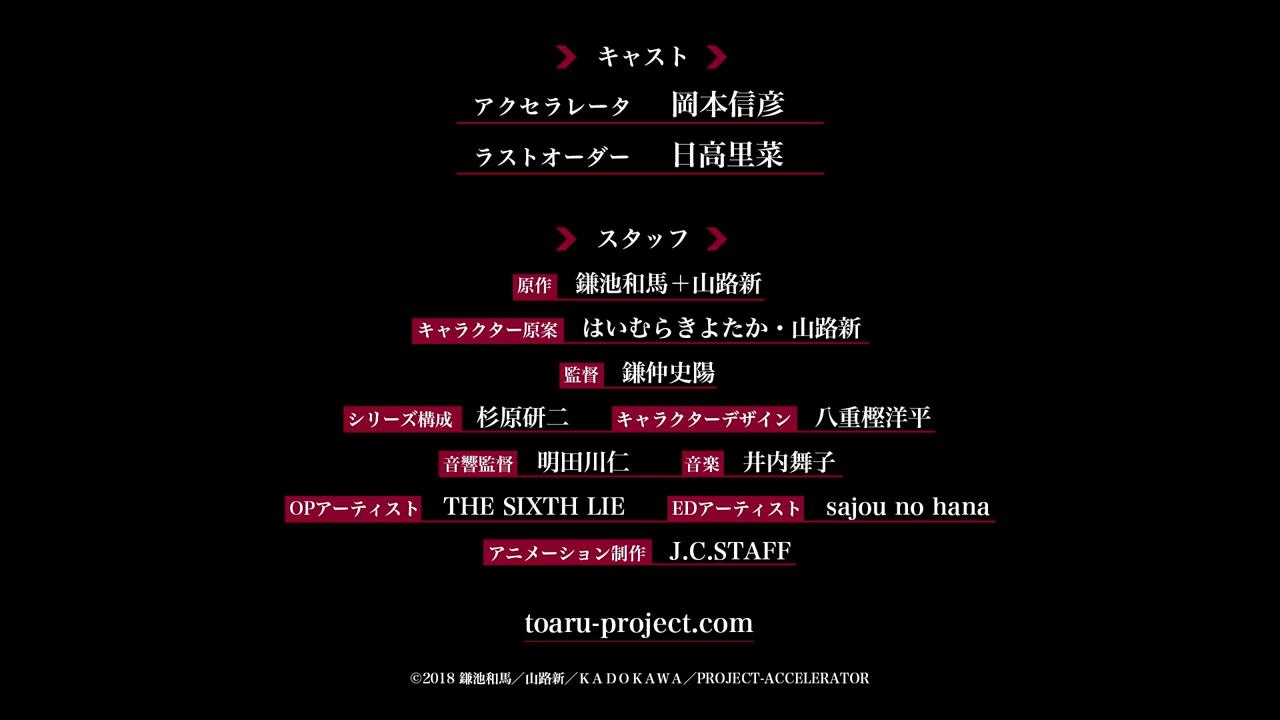 キャスト
アクセラレータ 岡本信彦
ラストオーダー 日高里菜
スタッフ
原作 鎌池和馬＋山路新
キャラクター原案 はいむらきよたか・山路新
監督 鎌仲史陽
シリーズ構成 杉原研二 キャラクターデザイン 八重樫洋平
音響監督 明田川仁 音楽 井内舞子
OPアーティスト THE SIXTH LIE EDアーティスト sajou no hana
アニメーション制作 J.C.STAFF
toaru-project.com
©2018 鎌池和馬／山路新／ＫＡＤＯＫＡＷＡ／PROJECT-ACCELERATOR